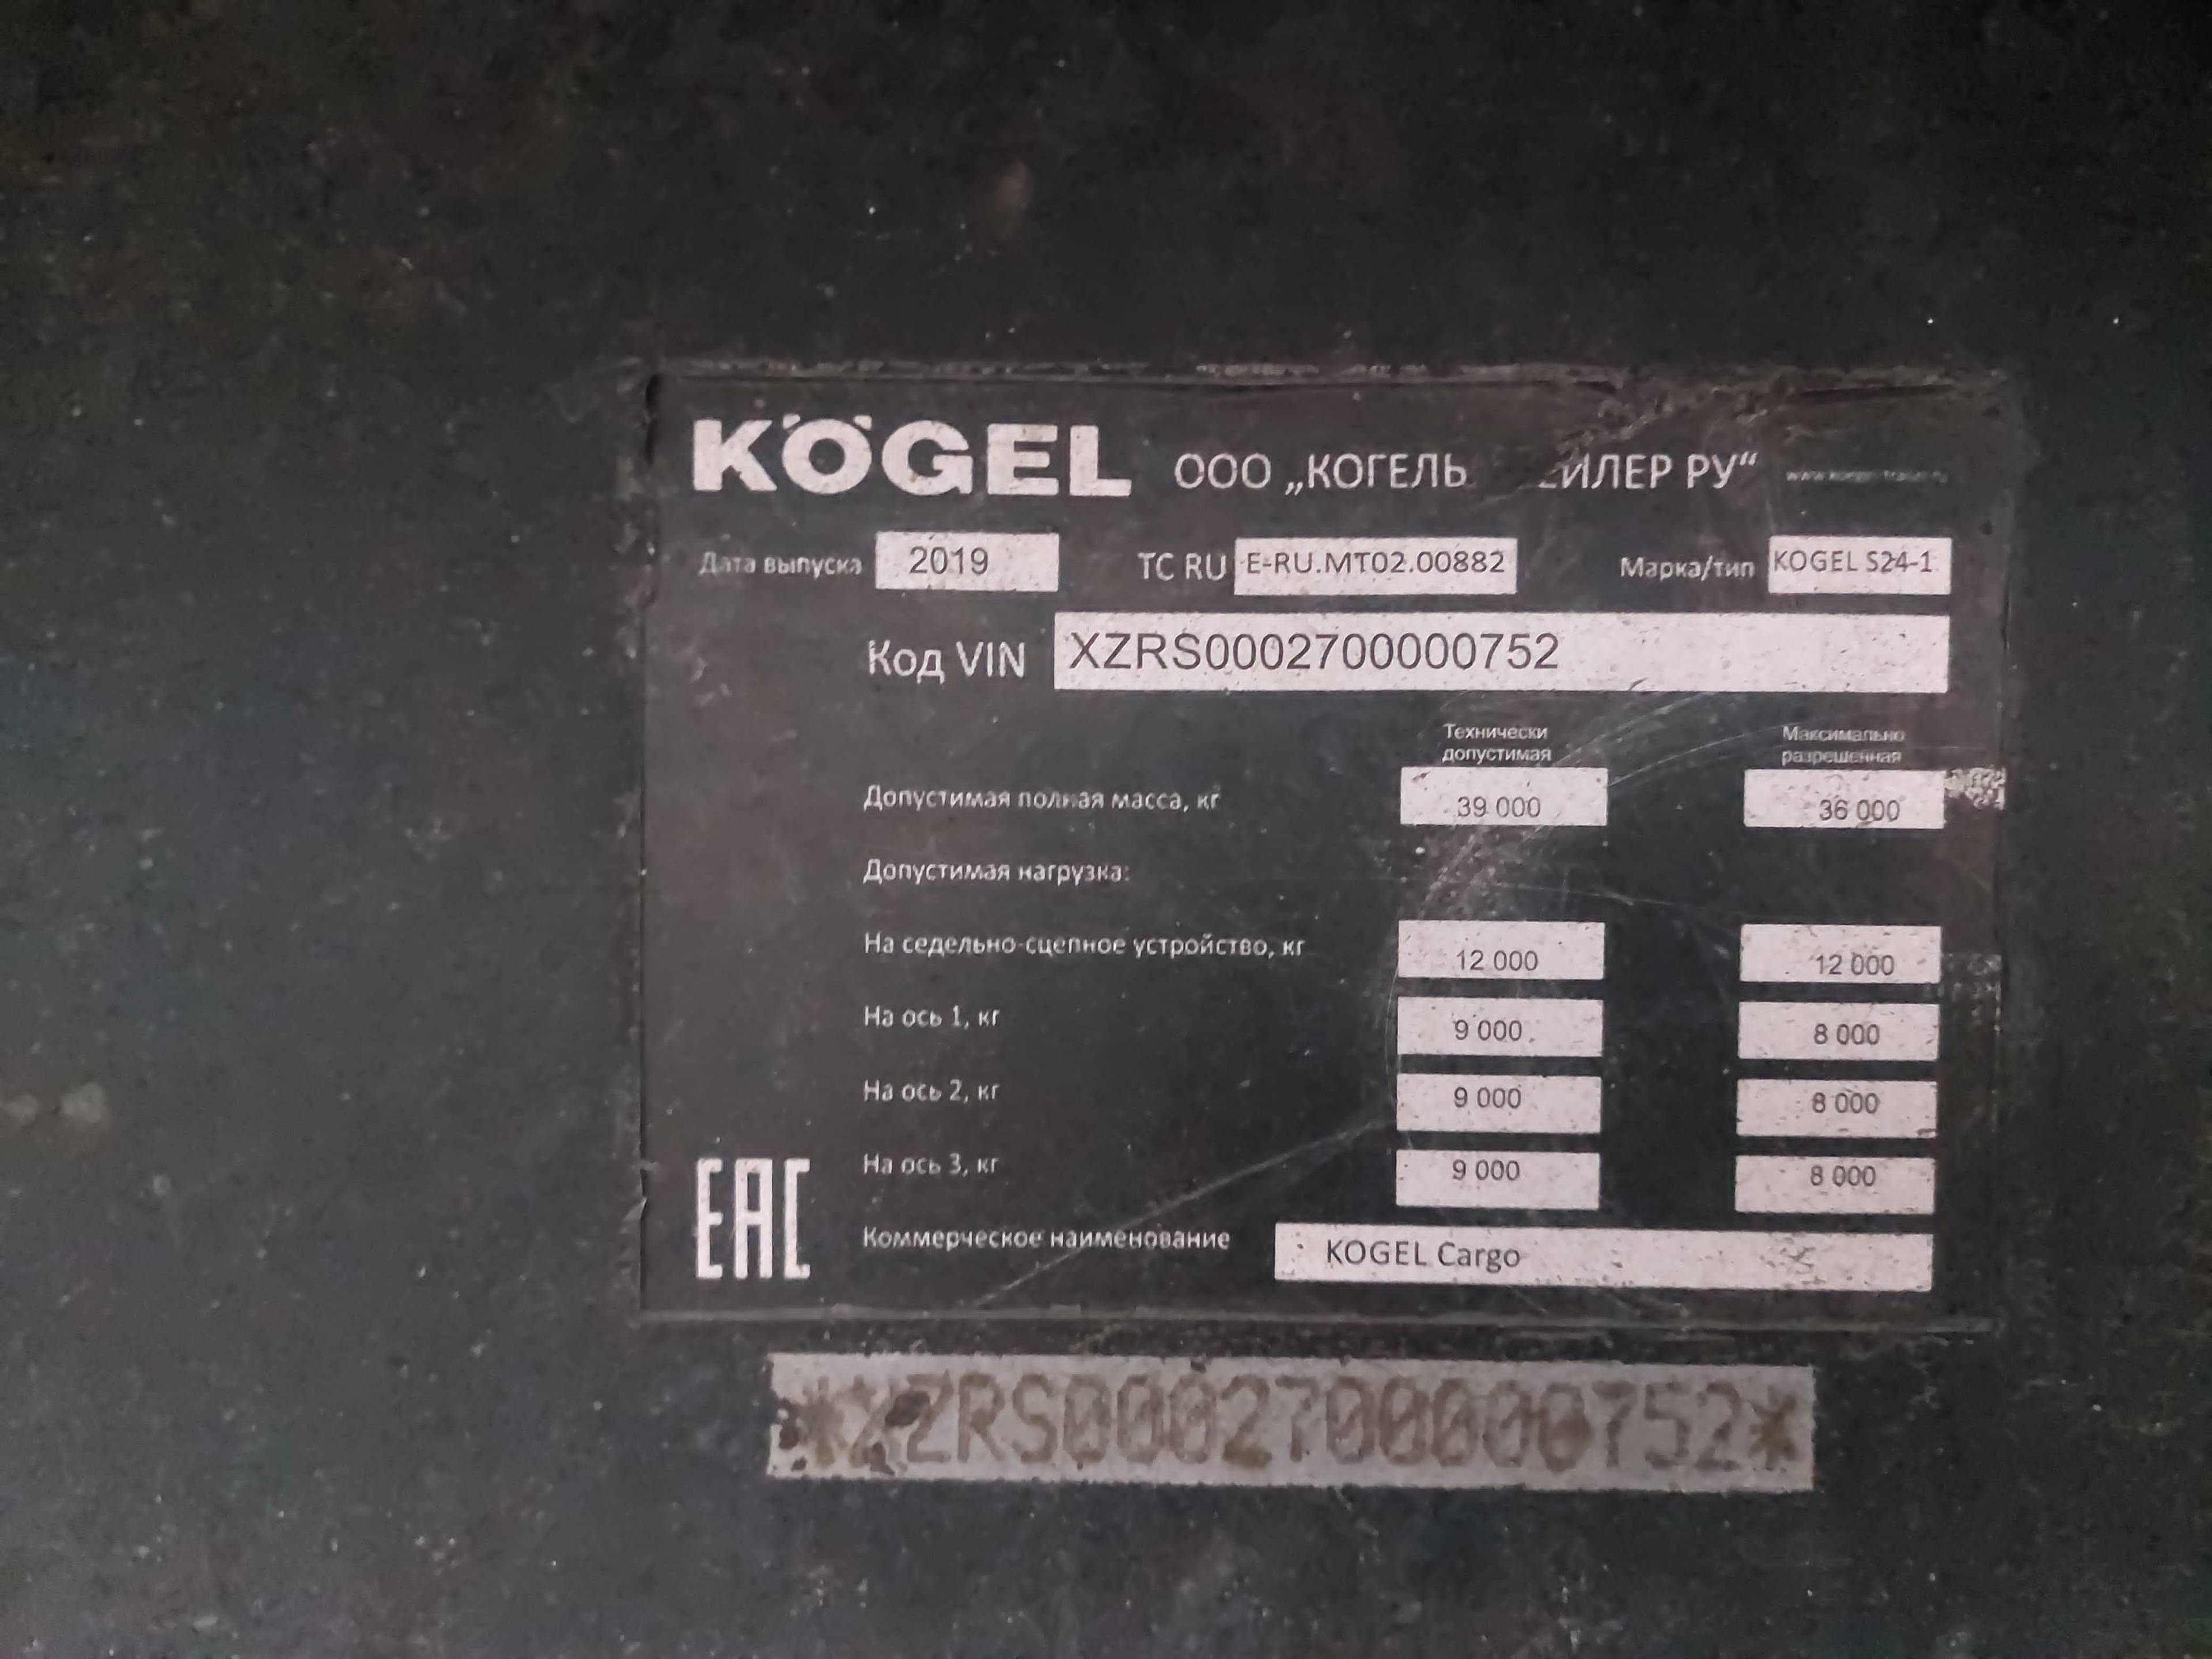 KÖGEL ООО „КОГЕЛЬ ЕЙЛЕР РУ“
Дата выпуска 2019 ТС RU E-RU.MT02.00882 Марка/тип KOGEL S24-1
Код VIN XZRS0002700000752
Технически допустимая Максимально разрешенная
Допустимая полная масса, кг 39 000 36 000
Допустимая нагрузка:
На седельно-сцепное устройство, кг 12 000 12 000
На ось 1, кг 9 000 8 000
На ось 2, кг 9 000 8 000
На ось 3, кг 9 000 8 000
EAC Коммерческое наименование KOGEL Cargo
*XZRS0002700000752*